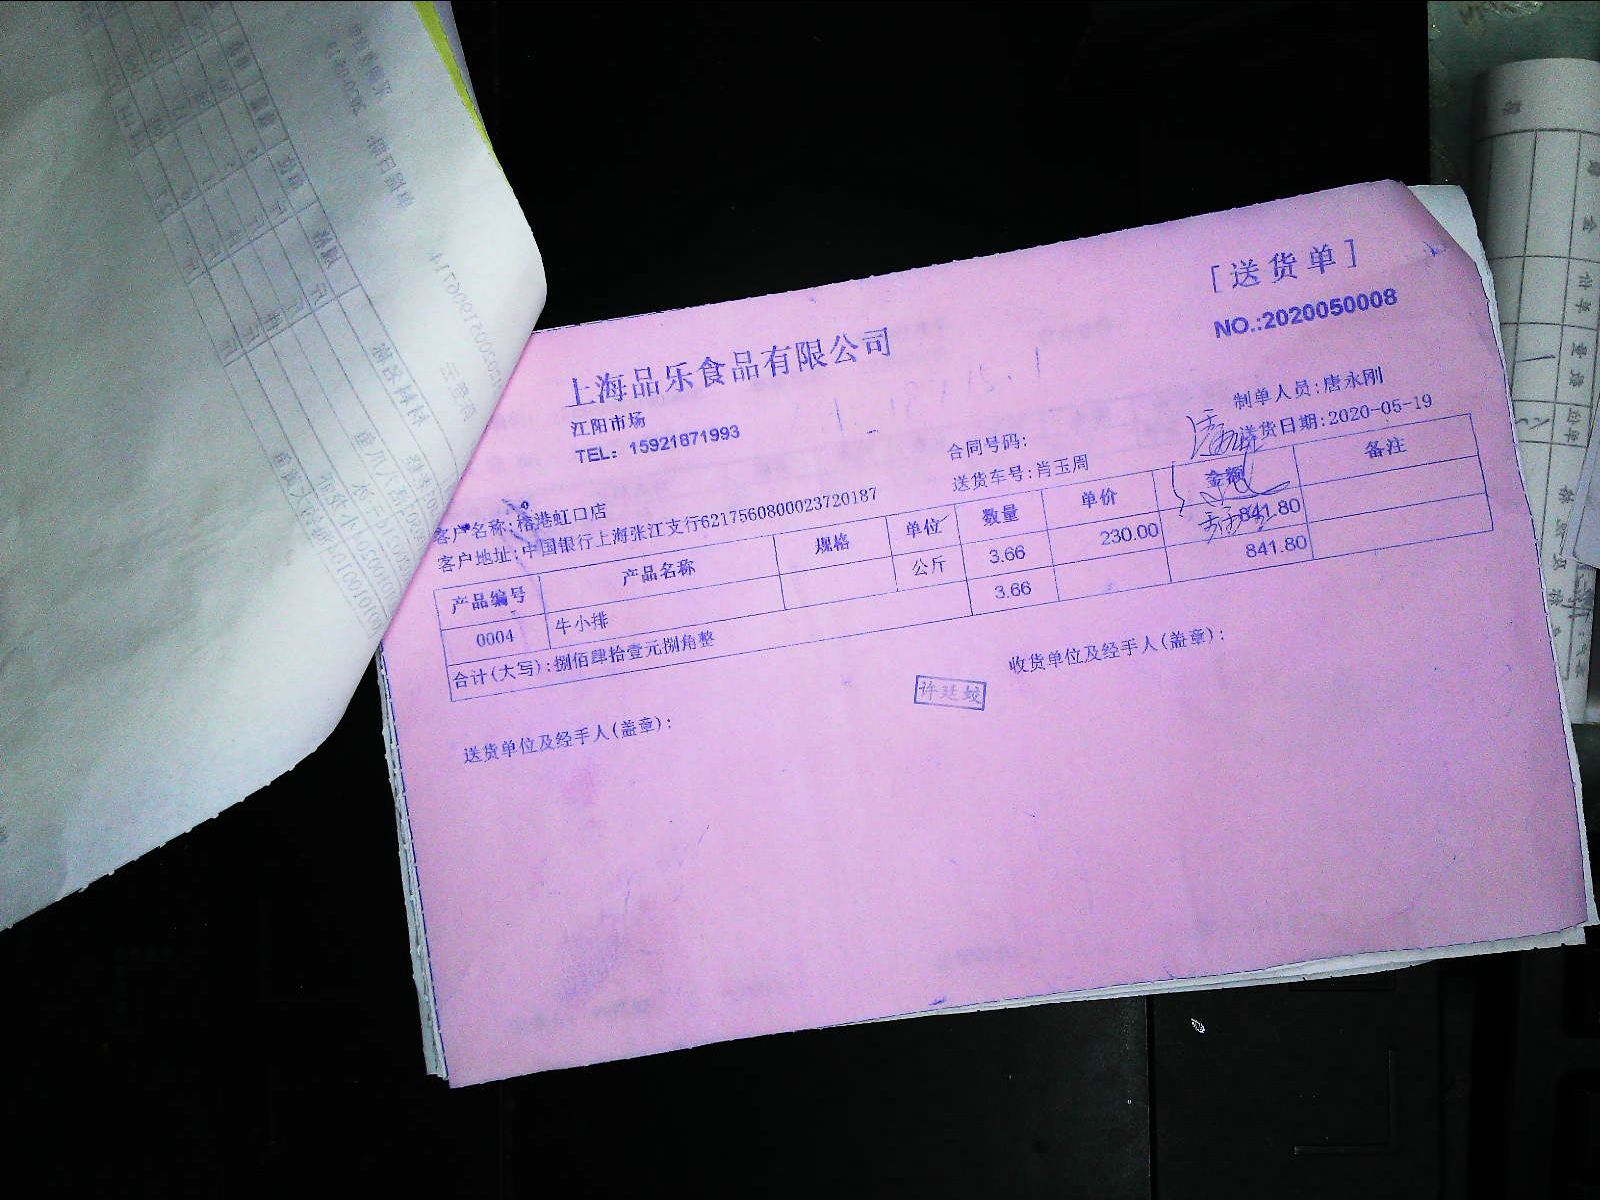 [送货单]
NO.:2020050008
上海品乐食品有限公司
江阳市场
TEL: 15921871993
制单人员:唐永刚
合同号码:
送货日期:2020-05-19
客户名称:榕港虹口店
送货车号:肖玉周
客户地址:中国银行上海张江支行6217560800023720187
产品编号 产品名称 规格 单位 数量 单价 金额 备注
0004 牛小排 公斤 3.66 230.00 841.80
合计(大写):捌佰肆拾壹元捌角整 3.66 841.80
送货单位及经手人(盖章):
收货单位及经手人(盖章):
许廷蛟